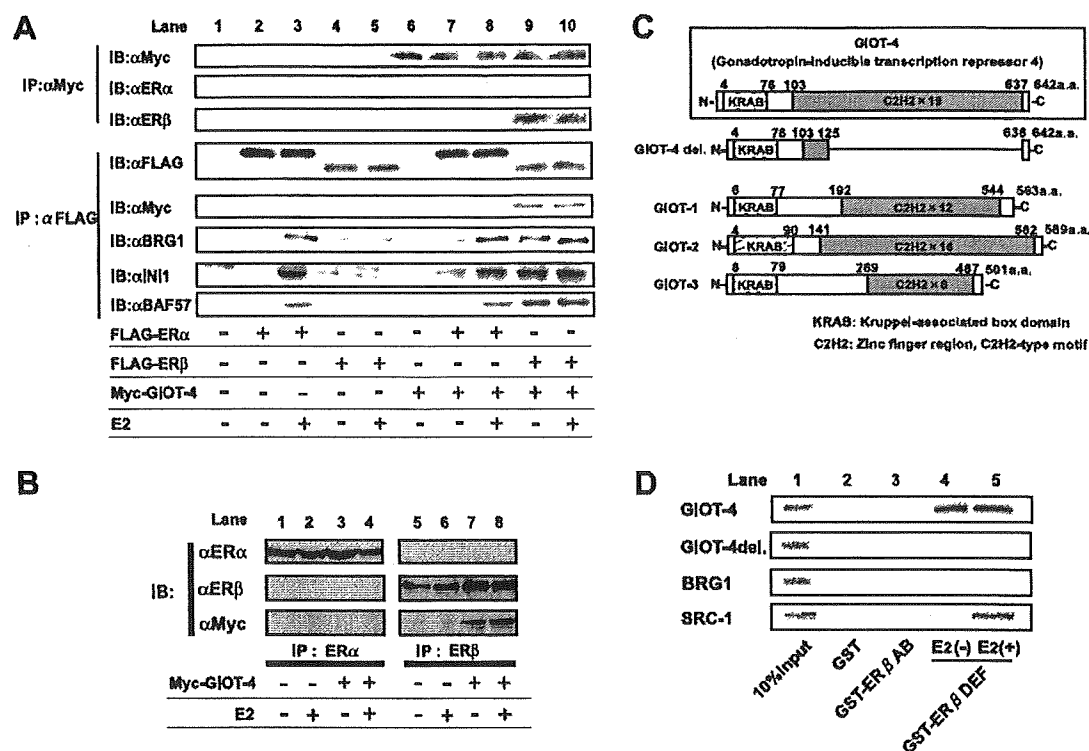 A
Lane 1 2 3 4 5 6 7 8 9 10
IP:αMyc
IB:αMyc
IB:αERα
IB:αERβ
IP : αFLAG
IB:αFLAG
IB:αMyc
IB:αBRG1
IB:αINI1
IB:αBAF57
FLAG-ERα - + + - - - + + - -
FLAG-ERβ - - - + + - - - + +
Myc-GIOT-4 - - - - - + + + + +
E2 - - + - + - - + - +
B
Lane 1 2 3 4 5 6 7 8
IB:
αERα
αERβ
αMyc
IP : ERα IP : ERβ
Myc-GIOT-4 - - + + - - + +
E2 - + - + - + - +
C
GIOT-4
(Gonadotropin-inducible transcription repressor 4)
4 76 103 637 642a.a.
N- KRAB C2H2 × 19 -C
4 76 103 125 636 642a.a.
GIOT-4 del. N- KRAB -C
6 77 192 544 563a.a.
GIOT-1 N- KRAB C2H2 × 12 -C
4 90 141 582 589a.a.
GIOT-2 N- KRAB C2H2 × 16 -C
8 79 269 487 501a.a.
GIOT-3 N- KRAB C2H2 × 8 -C
KRAB: Kruppel-associated box domain
C2H2: Zinc finger region, C2H2-type motif
D
Lane 1 2 3 4 5
GIOT-4
GIOT-4del.
BRG1
SRC-1
10%Input
GST
GST-ERβ AB
E2(-) E2(+)
GST-ERβ DEF